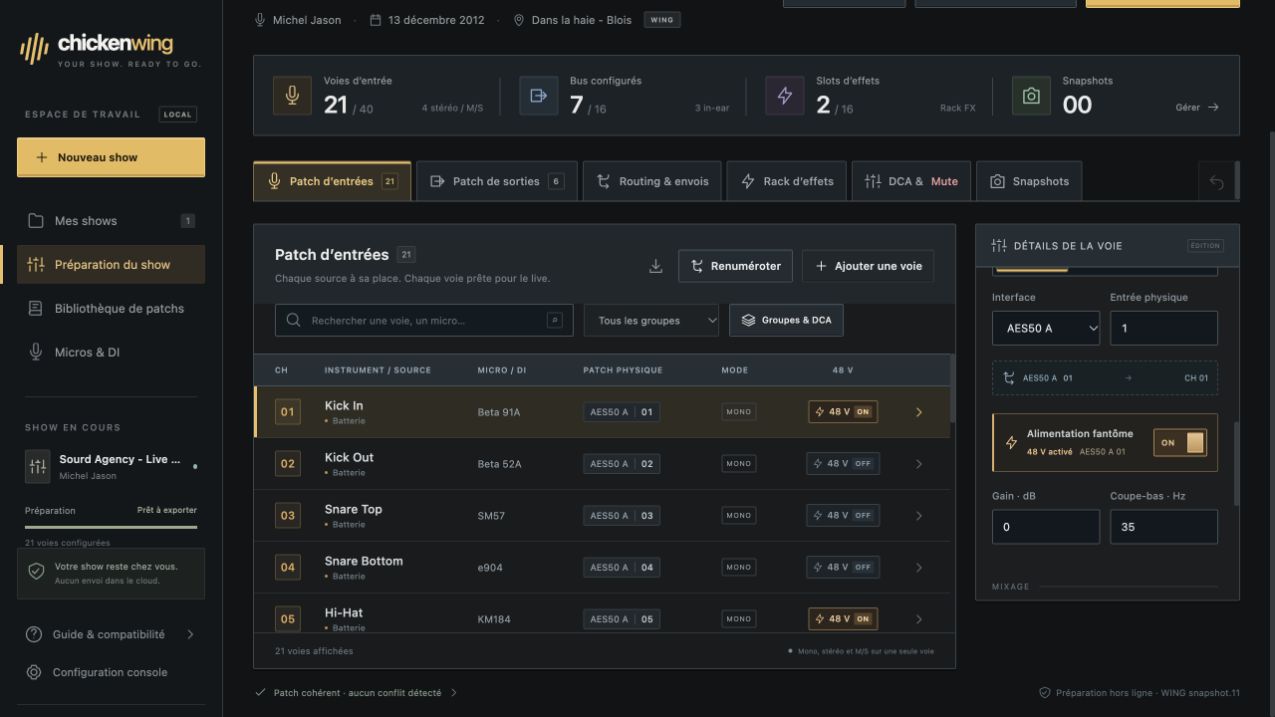 chickenwing
YOUR SHOW. READY TO GO.
ESPACE DE TRAVAIL LOCAL
+ Nouveau show
Mes shows 1
Préparation du show
Bibliothèque de patchs
Micros & DI
SHOW EN COURS
Sourd Agency - Live ...
Michel Jason
Préparation Prêt à exporter
21 voies configurées
Votre show reste chez vous.
Aucun envoi dans le cloud.
Guide & compatibilité
Configuration console
Michel Jason · 13 décembre 2012 · Dans la haie - Blois WING
Voies d'entrée
21 / 40 4 stéréo / M/S
Bus configurés
7 / 16 3 in-ear
Slots d'effets
2 / 16 Rack FX
Snapshots
00 Gérer →
Patch d'entrées 21
Patch de sorties 6
Routing & envois
Rack d'effets
DCA & Mute
Snapshots
Patch d'entrées 21
Chaque source à sa place. Chaque voie prête pour le live.
Renuméroter
+ Ajouter une voie
Rechercher une voie, un micro...
Tous les groupes
Groupes & DCA
CH INSTRUMENT / SOURCE MICRO / DI PATCH PHYSIQUE MODE 48 V
01 Kick In Beta 91A AES50 A 01 MONO 48 V ON
• Batterie
02 Kick Out Beta 52A AES50 A 02 MONO 48 V OFF
• Batterie
03 Snare Top SM57 AES50 A 03 MONO 48 V OFF
• Batterie
04 Snare Bottom e904 AES50 A 04 MONO 48 V OFF
• Batterie
05 Hi-Hat KM184 AES50 A 05 MONO 48 V ON
• Batterie
21 voies affichées
• Mono, stéréo et M/S sur une seule voie
DÉTAILS DE LA VOIE ÉDITION
Interface Entrée physique
AES50 A 1
AES50 A 01 → CH 01
Alimentation fantôme
48 V activé AES50 A 01
ON
Gain · dB Coupe-bas · Hz
0 35
MIXAGE
Patch cohérent · aucun conflit détecté
Préparation hors ligne · WING snapshot.11